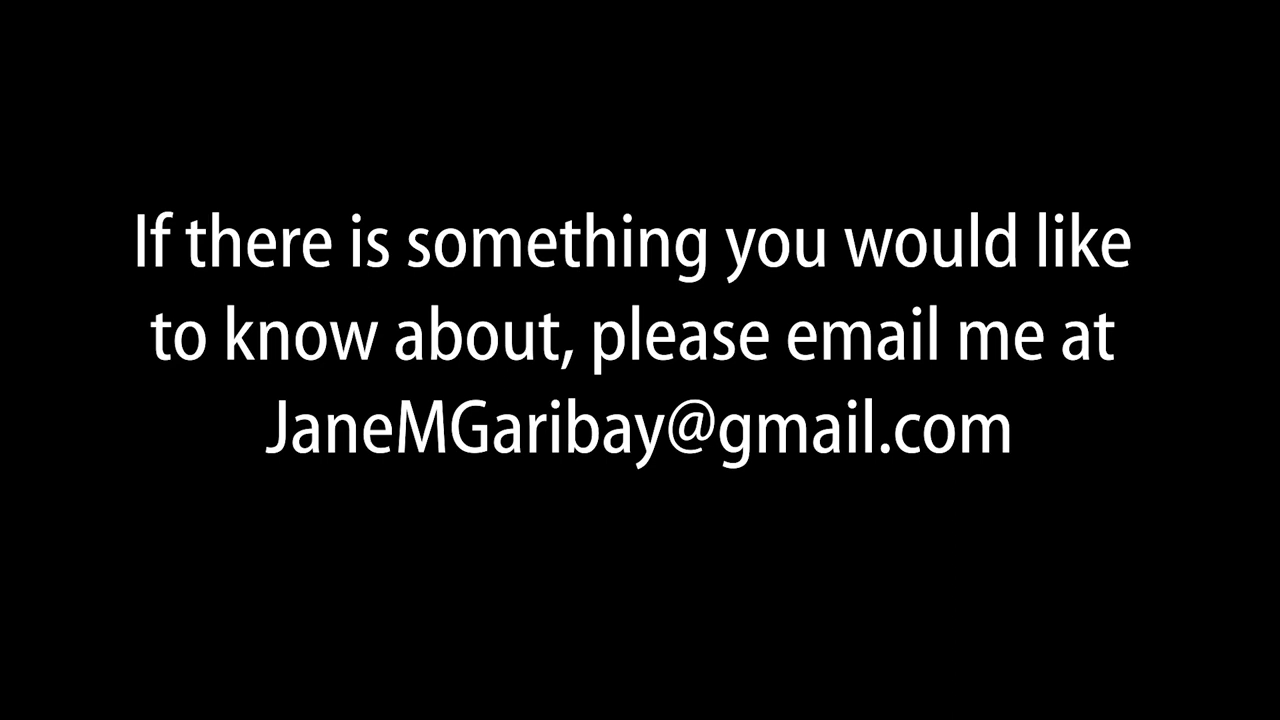 If there is something you would like
to know about, please email me at
JaneMGaribay@gmail.com